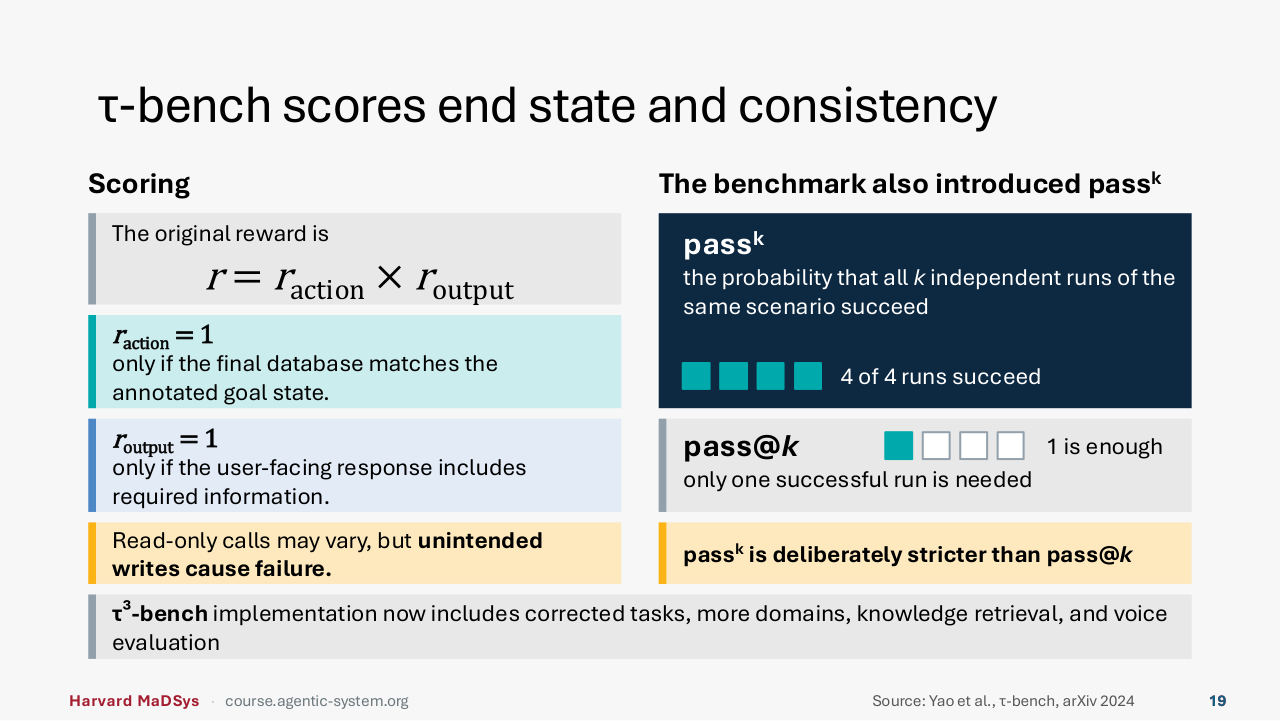 τ-bench scores end state and consistency
Scoring
The original reward is
r = r_action × r_output
r_action = 1
only if the final database matches the
annotated goal state.
r_output = 1
only if the user-facing response includes
required information.
Read-only calls may vary, but unintended
writes cause failure.
The benchmark also introduced pass^k
pass^k
the probability that all k independent runs of the
same scenario succeed
4 of 4 runs succeed
pass@k
1 is enough
only one successful run is needed
pass^k is deliberately stricter than pass@k
τ³-bench implementation now includes corrected tasks, more domains, knowledge retrieval, and voice
evaluation
Harvard MaDSys · course.agentic-system.org
Source: Yao et al., τ-bench, arXiv 2024
19